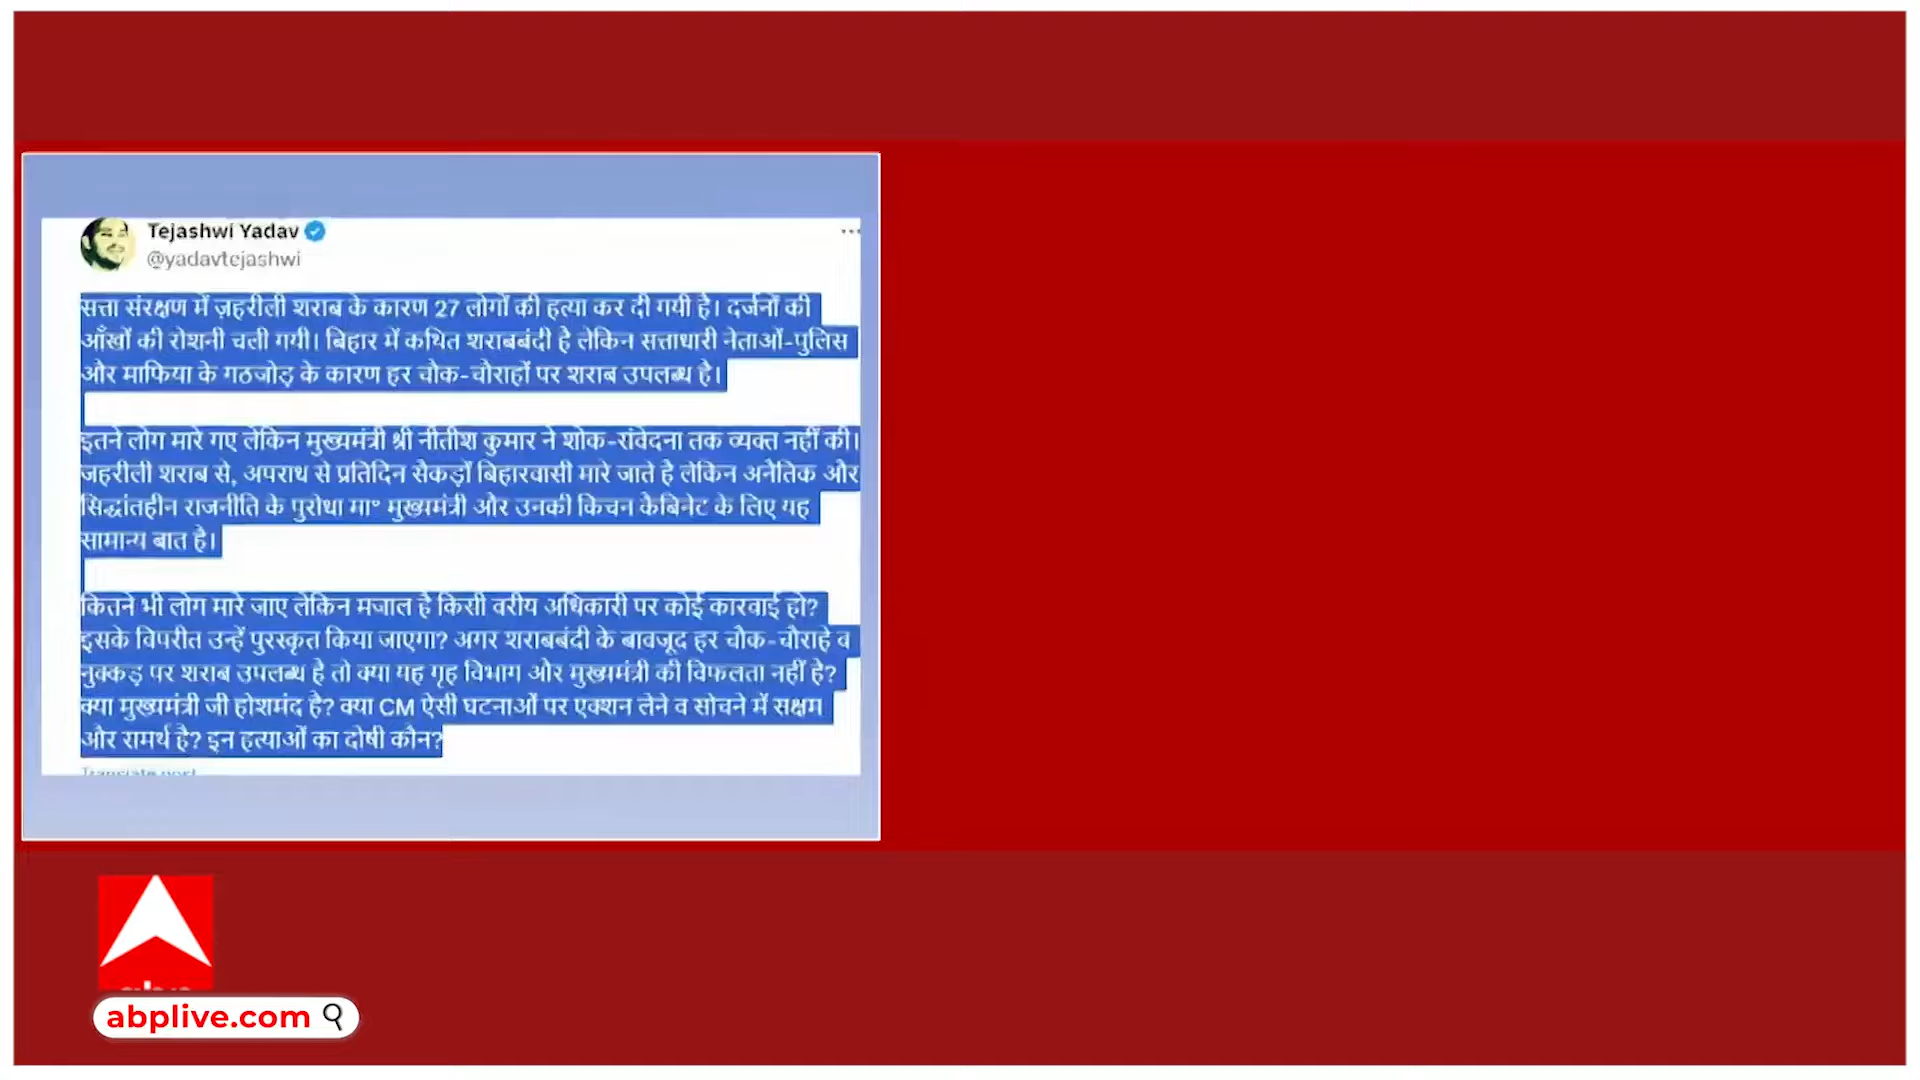 Tejashwi Yadav
@yadavtejashwi
सत्ता संरक्षण में ज़हरीली शराब के कारण 27 लोगों की हत्या कर दी गयी है। दर्जनों की
आँखों की रोशनी चली गयी। बिहार में कथित शराबबंदी है लेकिन सत्ताधारी नेताओं-पुलिस
और माफिया के गठजोड़ के कारण हर चौक-चौराहों पर शराब उपलब्ध है।
इतने लोग मारे गए लेकिन मुख्यमंत्री श्री नीतीश कुमार ने शोक-संवेदना तक व्यक्त नहीं की।
जहरीली शराब से, अपराध से प्रतिदिन सैकड़ों बिहारवासी मारे जाते है लेकिन अनैतिक और
सिद्धांतहीन राजनीति के पुरोधा मा॰ मुख्यमंत्री और उनकी किचन कैबिनेट के लिए यह
सामान्य बात है।
कितने भी लोग मारे जाए लेकिन मजाल है किसी वरीय अधिकारी पर कोई कारवाई हो?
इसके विपरीत उन्हें पुरस्कृत किया जाएगा? अगर शराबबंदी के बावजूद हर चौक-चौराहे व
नुक्कड़ पर शराब उपलब्ध है तो क्या यह गृह विभाग और मुख्यमंत्री की विफलता नहीं है?
क्या मुख्यमंत्री जी होशमंद है? क्या CM ऐसी घटनाओं पर एक्शन लेने व सोचने में सक्षम
और सामर्थ है? इन हत्याओं का दोषी कौन?
Translate post
abplive.com